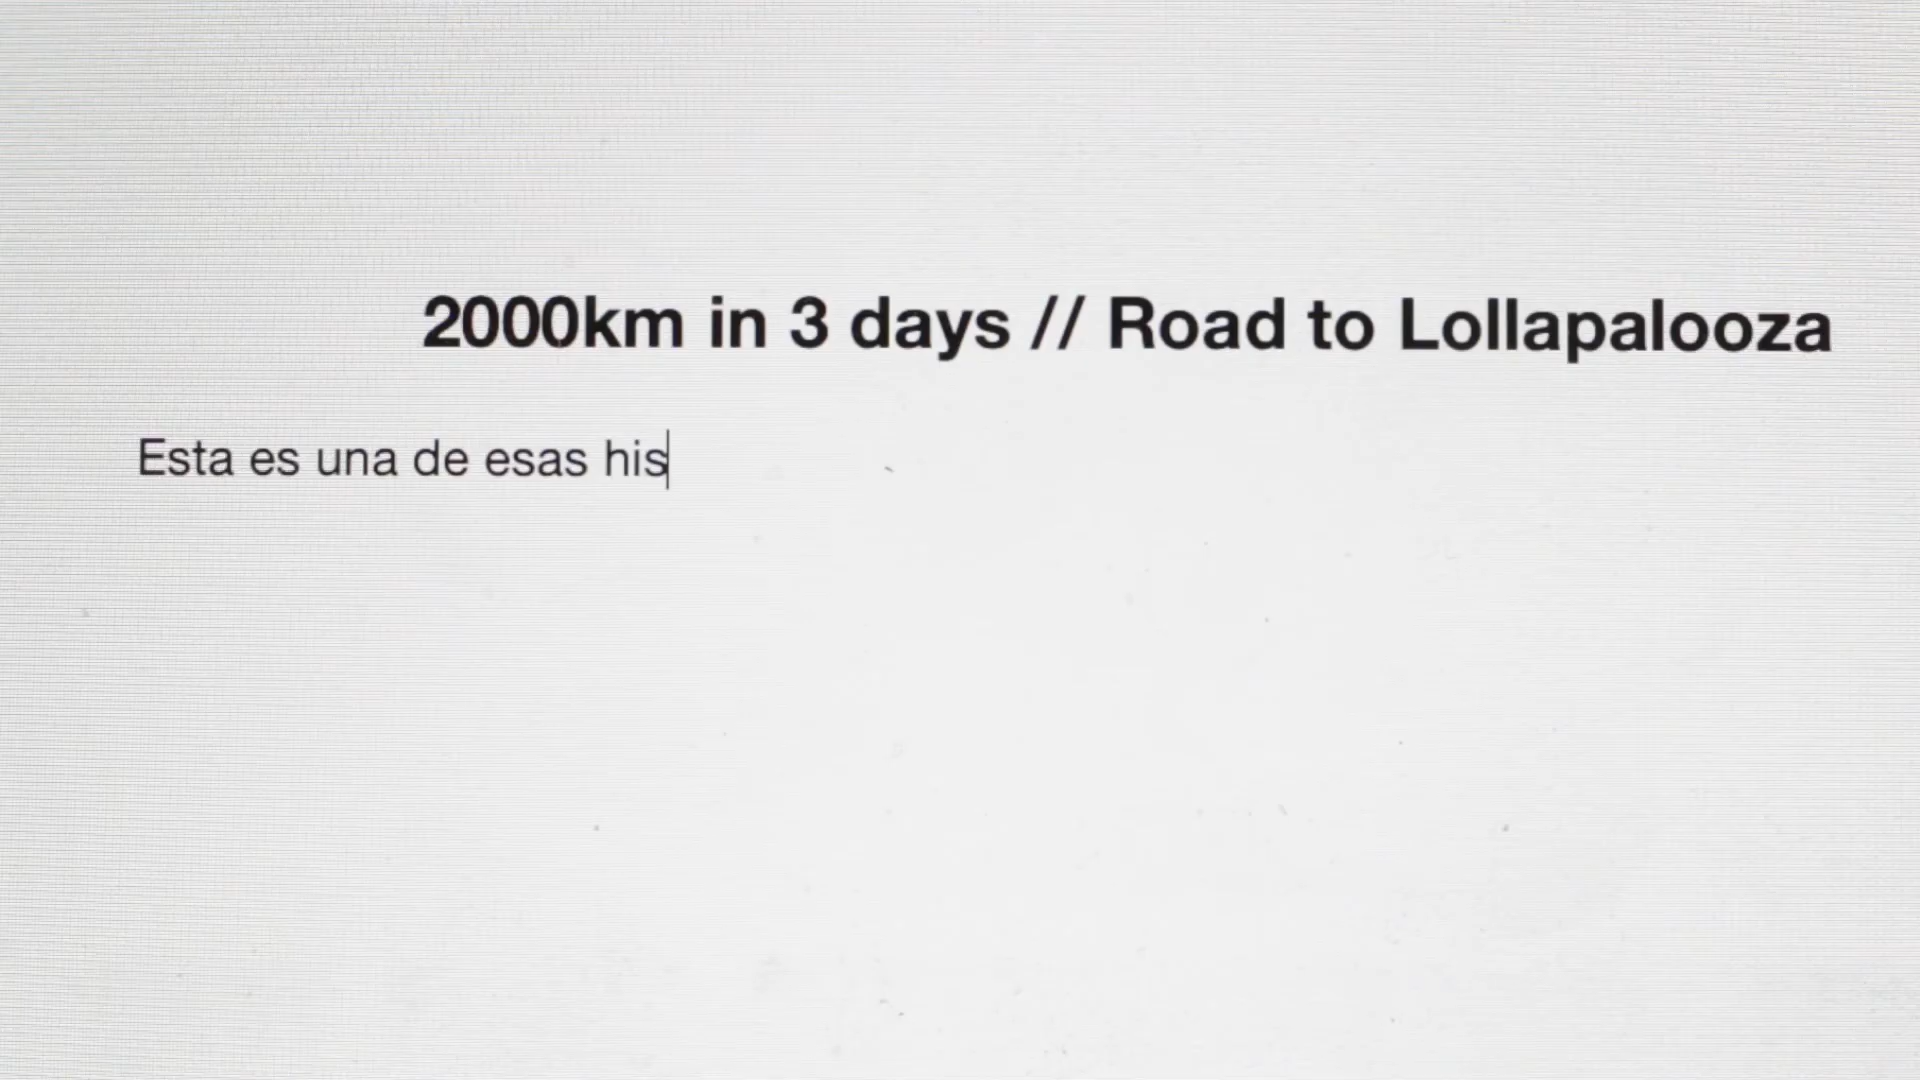 2000km in 3 days // Road to Lollapalooza
Esta es una de esas his